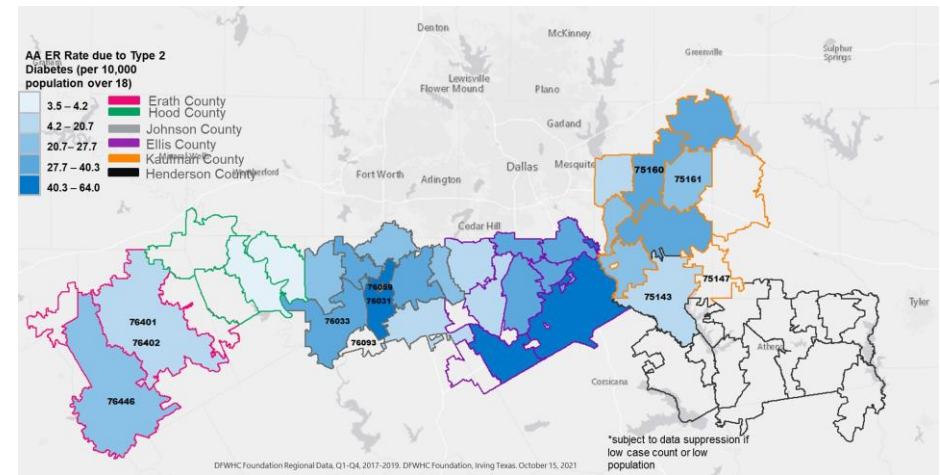 Denton
McKinney
Greenville
Sulphur
Springs
AA ER Rate due to Type 2
Diabetes (per 10,000
population over 18)
Lewisville
Flower Mound
Plano
3.5 – 4.2
4.2 – 20.7
20.7– 27.7
27.7 – 40.3
40.3 – 64.0
Erath County
Hood County
Johnson County
Ellis County
Kaufman County
Henderson County
Garland
Dallas
Mesquite
Fort Worth
Arlington
Cedar Hill
75160
75161
76059
76031
76033
76093
75147
75143
76401
76402
76446
Tyler
Athens
Corsicana
*subject to data suppression if
low case count or low
population
DFWHC Foundation Regional Data, Q1-Q4, 2017-2019. DFWHC Foundation, Irving Texas. October 15, 2021